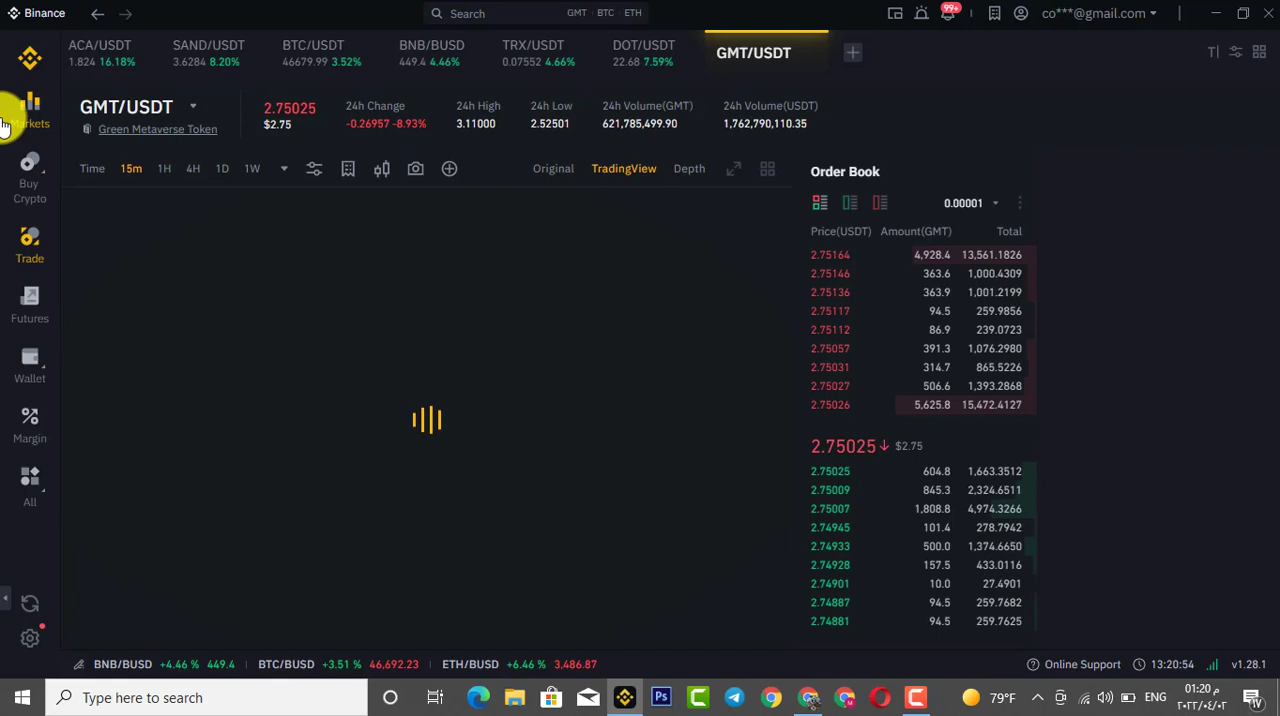 Binance
Search GMT BTC ETH
99+
co***@gmail.com
ACA/USDT SAND/USDT BTC/USDT BNB/BUSD TRX/USDT DOT/USDT GMT/USDT
1.824 16.18% 3.6284 8.20% 46679.99 3.52% 449.4 4.46% 0.07552 4.66% 22.68 7.59%
GMT/USDT 2.75025 24h Change 24h High 24h Low 24h Volume(GMT) 24h Volume(USDT)
Green Metaverse Token $2.75 -0.26957 -8.93% 3.11000 2.52501 621,785,499.90 1,762,790,110.35
Markets
Buy
Crypto
Trade
Futures
Wallet
Margin
All
Time 15m 1H 4H 1D 1W Original TradingView Depth
Order Book
0.00001
Price(USDT) Amount(GMT) Total
2.75164 4,928.4 13,561.1826
2.75146 363.6 1,000.4309
2.75136 363.9 1,001.2199
2.75117 94.5 259.9856
2.75112 86.9 239.0723
2.75057 391.3 1,076.2980
2.75031 314.7 865.5226
2.75027 506.6 1,393.2868
2.75026 5,625.8 15,472.4127
2.75025↓ $2.75
2.75025 604.8 1,663.3512
2.75009 845.3 2,324.6511
2.75007 1,808.8 4,974.3266
2.74945 101.4 278.7942
2.74933 500.0 1,374.6650
2.74928 157.5 433.0116
2.74901 10.0 27.4901
2.74887 94.5 259.7682
2.74881 94.5 259.7625
BNB/BUSD +4.46 % 449.4 BTC/BUSD +3.51 % 46,692.23 ETH/BUSD +6.46 % 3,486.87 Online Support 13:20:54 v1.28.1
Type here to search
Ps
79°F
ENG
01:20 م
٢٠٢٢/٠٤/٠٢